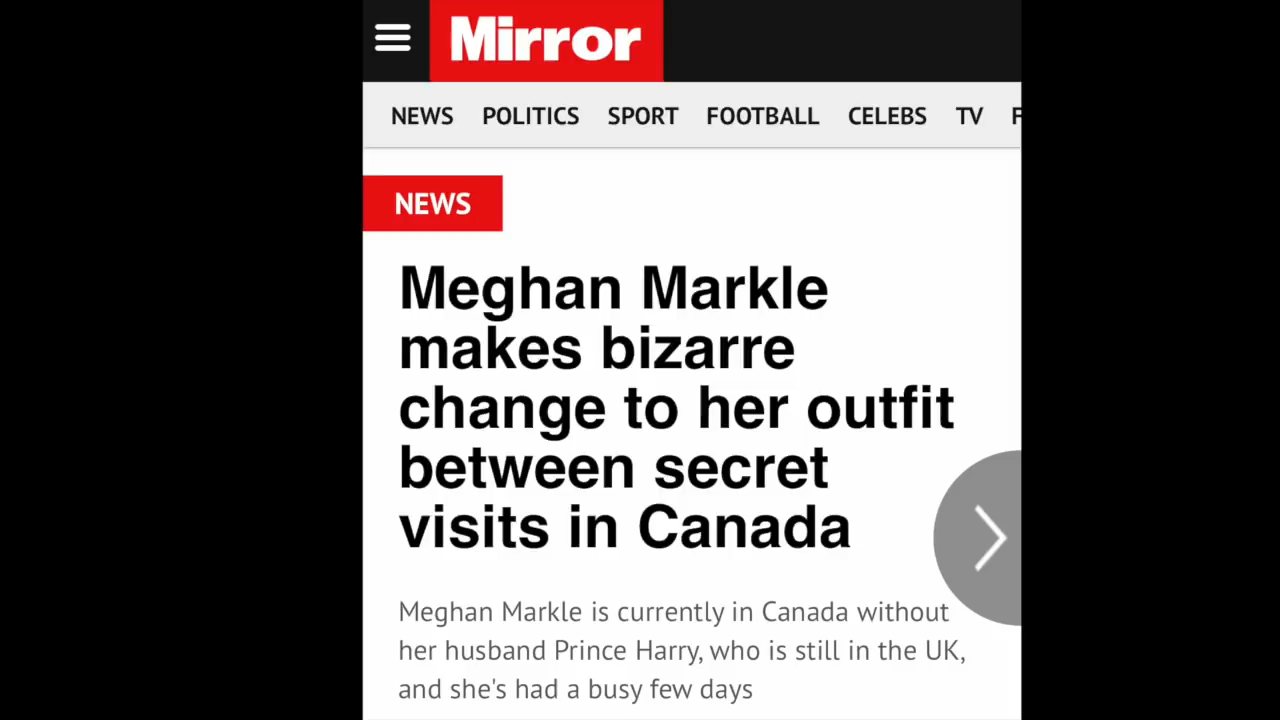 Mirror
NEWS POLITICS SPORT FOOTBALL CELEBS TV F
NEWS
Meghan Markle
makes bizarre
change to her outfit
between secret
visits in Canada
Meghan Markle is currently in Canada without
her husband Prince Harry, who is still in the UK,
and she's had a busy few days